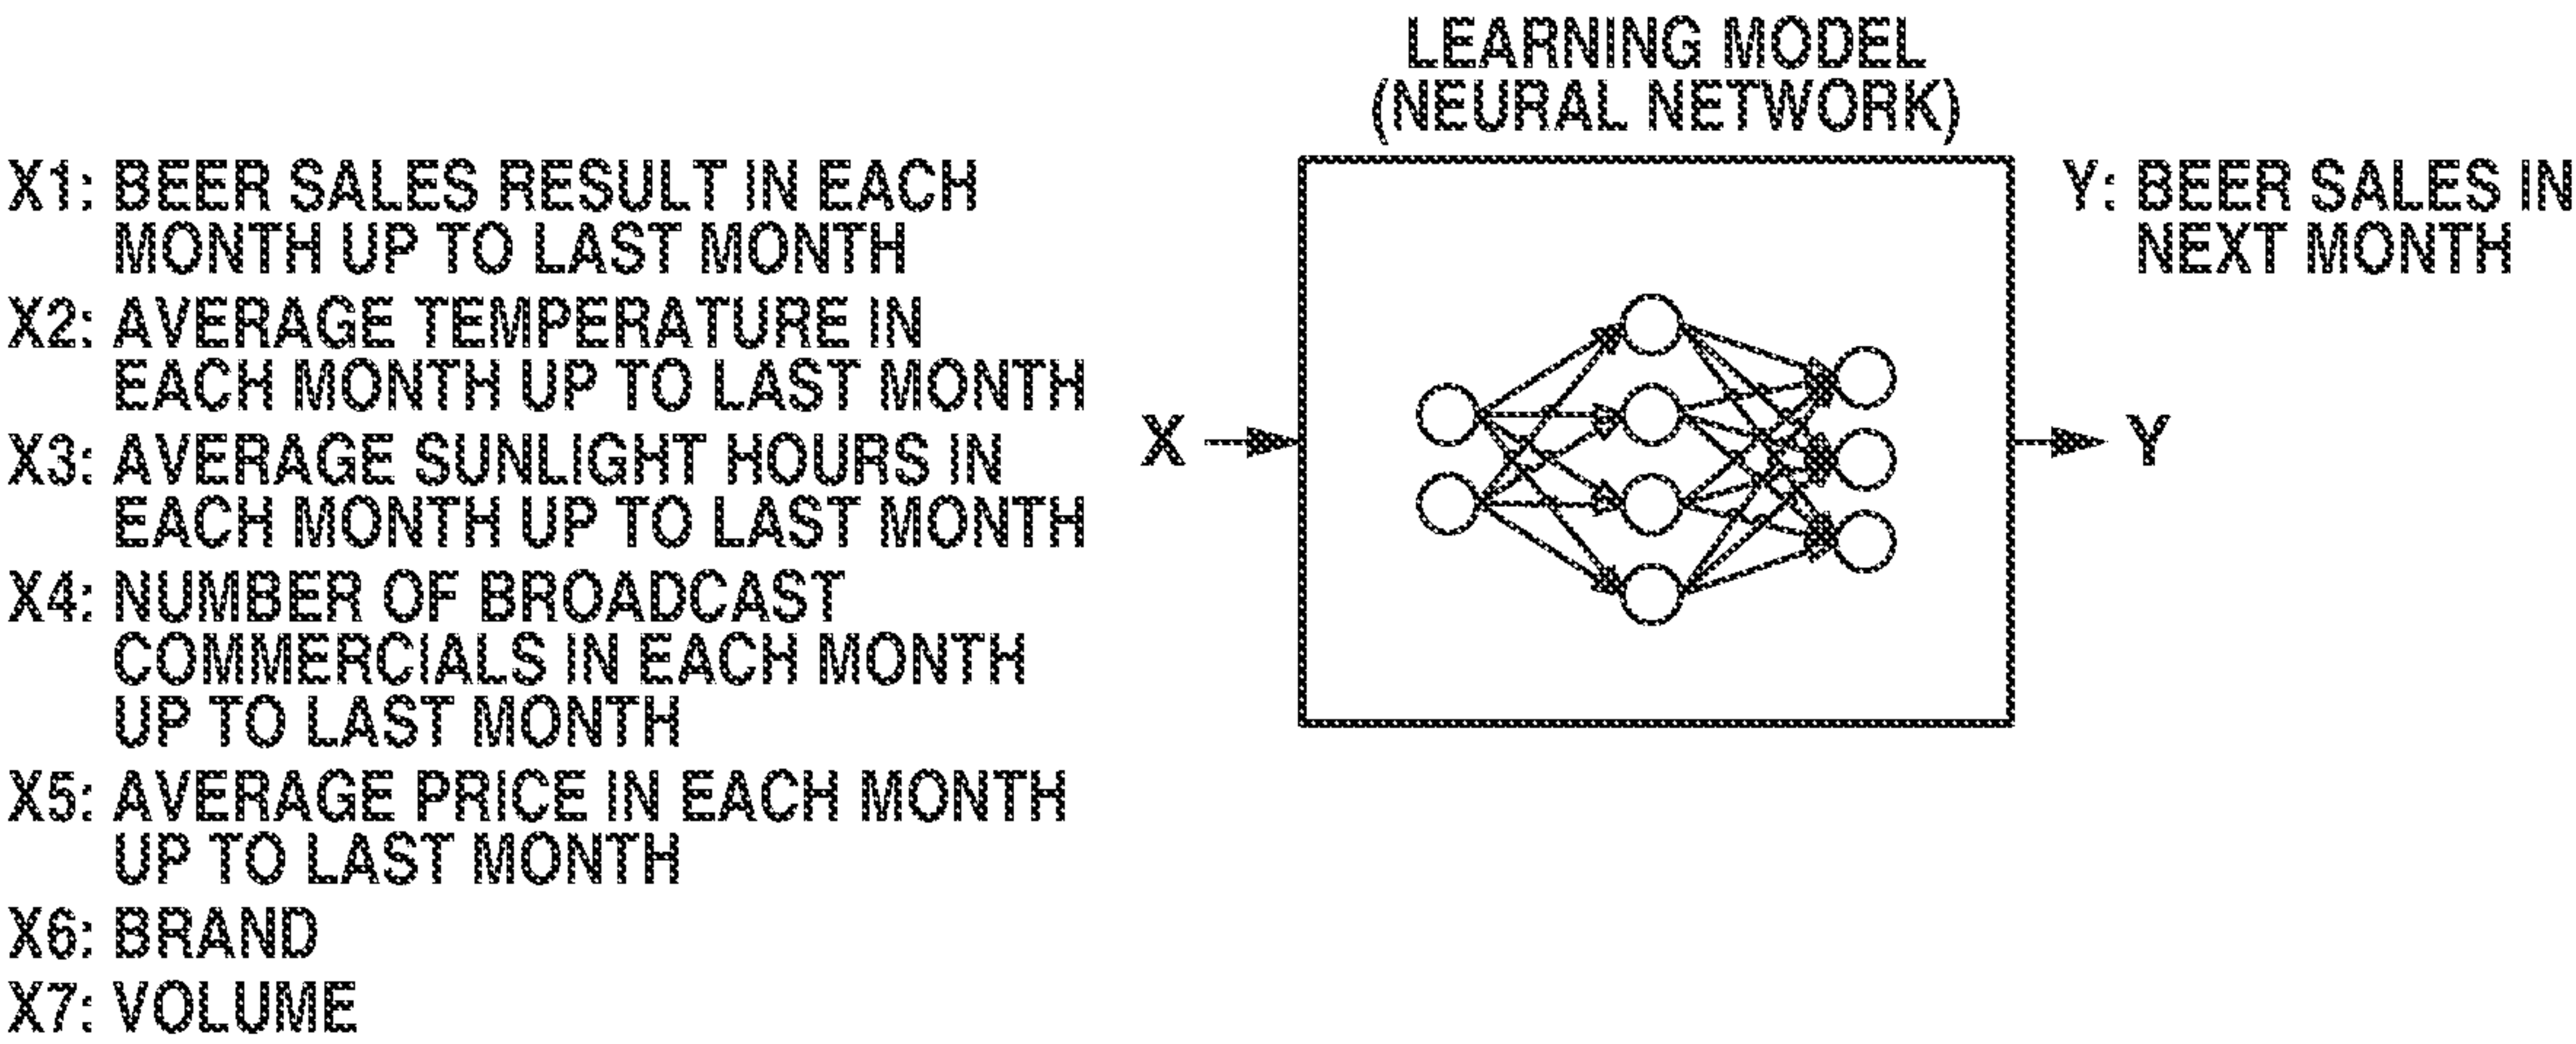 LEARNING MODEL
(NEURAL NETWORK)
X1: BEER SALES RESULT IN EACH
MONTH UP TO LAST MONTH
X2: AVERAGE TEMPERATURE IN
EACH MONTH UP TO LAST MONTH
X3: AVERAGE SUNLIGHT HOURS IN
EACH MONTH UP TO LAST MONTH
X4: NUMBER OF BROADCAST
COMMERCIALS IN EACH MONTH
UP TO LAST MONTH
X5: AVERAGE PRICE IN EACH MONTH
UP TO LAST MONTH
X6: BRAND
X7: VOLUME
X
Y
Y: BEER SALES IN
NEXT MONTH